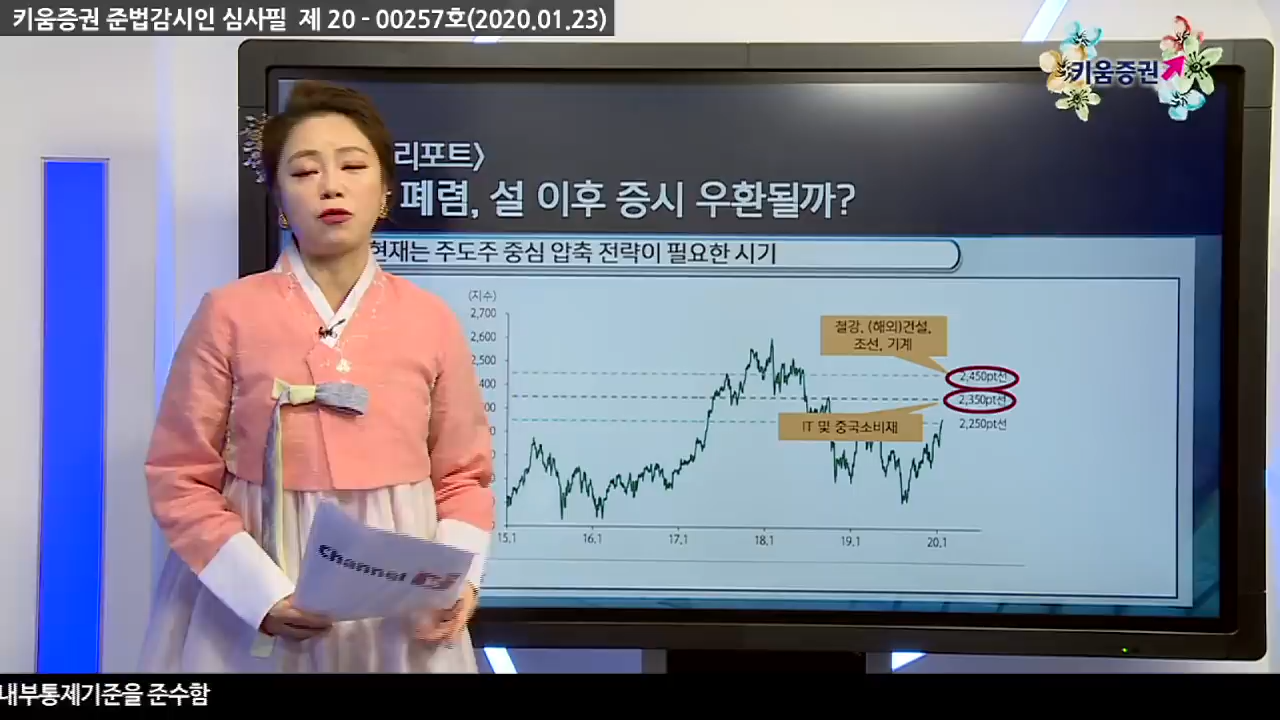 키움증권 준법감시인 심사필 제 20 - 00257호(2020.01.23)
키움증권
리포트〉
폐렴, 설 이후 증시 우환될까?
현재는 주도주 중심 압축 전략이 필요한 시기
(지수)
2,700
2,600
2,500
400
철강, (해외)건설,
조선, 기계
2,450pt선
2,350pt선
IT 및 중국소비재
2,250pt선
15.1 16.1 17.1 18.1 19.1 20.1
Channel
내부통제기준을 준수함